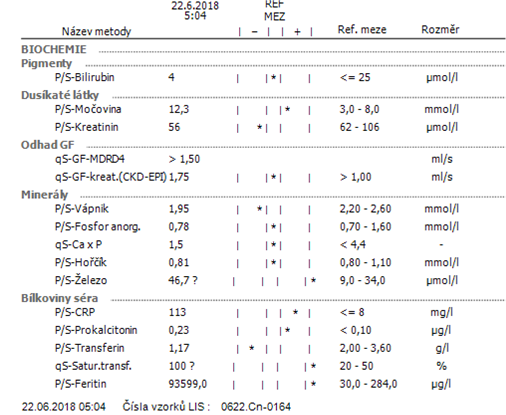 22.6.2018 REF
5:04 MEZ
Název metody | − | | + | Ref. meze Rozměr
BIOCHEMIE
Pigmenty
P/S-Bilirubin 4 | |*| | <= 25 µmol/l
Dusíkaté látky
P/S-Močovina 12,3 | | |* | 3,0 - 8,0 mmol/l
P/S-Kreatinin 56 | *| | | 62 - 106 µmol/l
Odhad GF
qS-GF-MDRD4 > 1,50 ml/s
qS-GF-kreat.(CKD-EPI) 1,75 | |*| | > 1,00 ml/s
Minerály
P/S-Vápník 1,95 | *| | | 2,20 - 2,60 mmol/l
P/S-Fosfor anorg. 0,78 | |*| | 0,70 - 1,60 mmol/l
qS-Ca x P 1,5 | |*| | < 4,4 -
P/S-Hořčík 0,81 | |*| | 0,80 - 1,10 mmol/l
P/S-Železo 46,7 ? | | | |* 9,0 - 34,0 µmol/l
Bílkoviny séra
P/S-CRP 113 | | | * | <= 8 mg/l
P/S-Prokalcitonin 0,23 | | |* | < 0,10 µg/l
P/S-Transferin 1,17 | * | | | 2,00 - 3,60 g/l
qS-Satur.transf. 100 ? | | | |* 20 - 50 %
P/S-Feritin 93599,0 | | | |* 30,0 - 284,0 µg/l
22.06.2018 05:04 Čísla vzorků LIS : 0622.Cn-0164